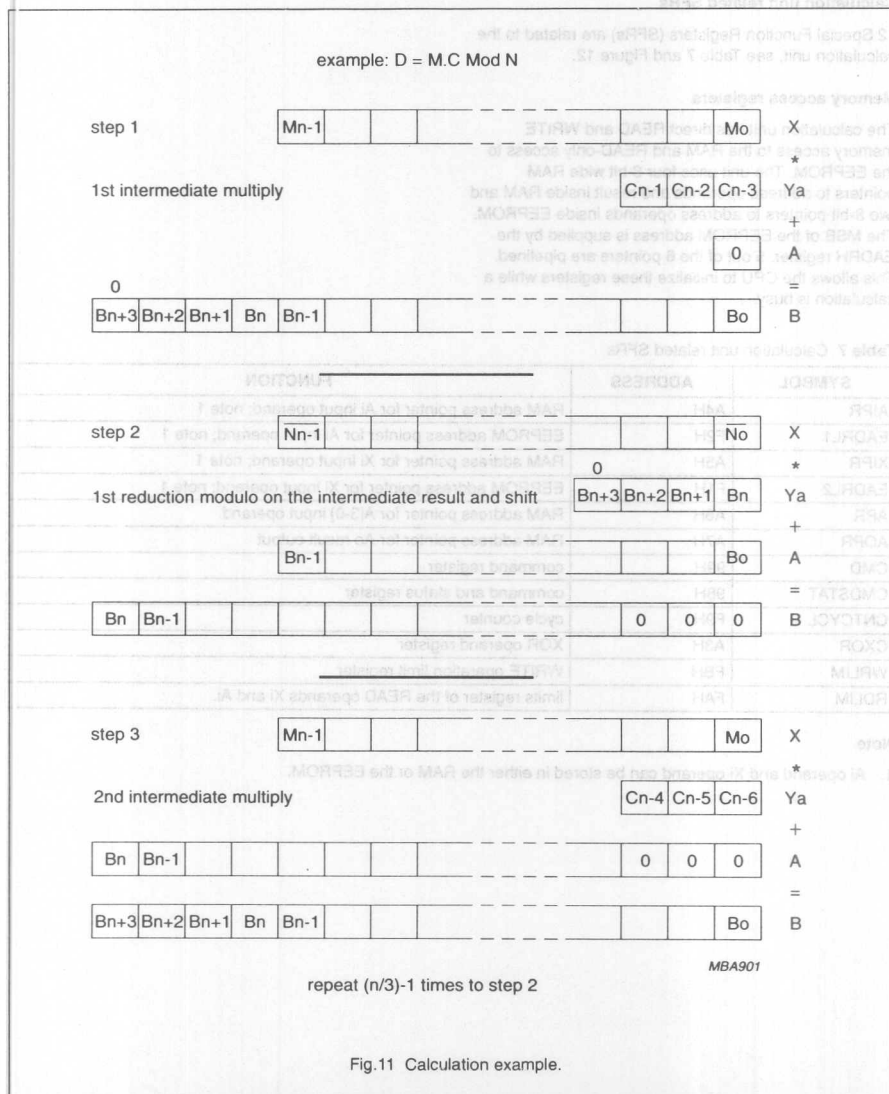 example: D = M.C Mod N
step 1
Mn-1 Mo X
*
1st intermediate multiply Cn-1 Cn-2 Cn-3 Ya
+
0 A
=
0
Bn+3 Bn+2 Bn+1 Bn Bn-1 Bo B
step 2 N̅n-1 N̅o X
0 *
1st reduction modulo on the intermediate result and shift Bn+3 Bn+2 Bn+1 Bn Ya
+
Bn-1 Bo A
=
Bn Bn-1 0 0 0 B
step 3 Mn-1 Mo X
*
2nd intermediate multiply Cn-4 Cn-5 Cn-6 Ya
+
Bn Bn-1 0 0 0 A
=
Bn+3 Bn+2 Bn+1 Bn Bn-1 Bo B
MBA901
repeat (n/3)-1 times to step 2
Fig.11 Calculation example.